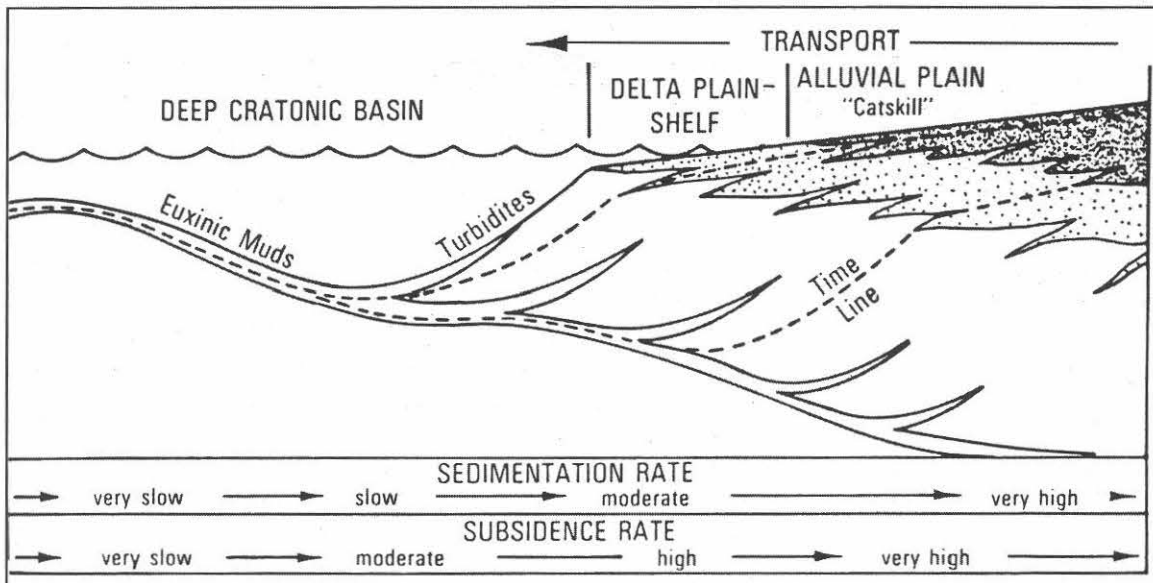 TRANSPORT
DEEP CRATONIC BASIN
DELTA PLAIN-
SHELF
ALLUVIAL PLAIN
"Catskill"
Euxinic Muds
Turbidites
Time
Line
SEDIMENTATION RATE
very slow slow moderate very high
SUBSIDENCE RATE
very slow moderate high very high